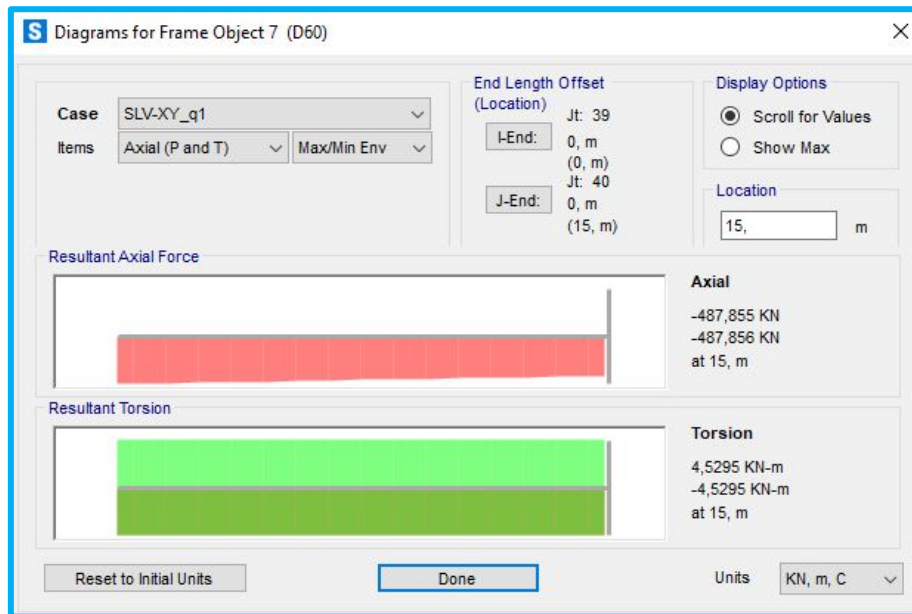 S Diagrams for Frame Object 7 (D60)
Case SLV-XY_q1
Items Axial (P and T) Max/Min Env
End Length Offset
(Location)
I-End:
Jt: 39
0, m
(0, m)
J-End:
Jt: 40
0, m
(15, m)
Display Options
Scroll for Values
Show Max
Location
15, m
Resultant Axial Force
Axial
-487,855 KN
-487,856 KN
at 15, m
Resultant Torsion
Torsion
4,5295 KN-m
-4,5295 KN-m
at 15, m
Reset to Initial Units
Done
Units KN, m, C